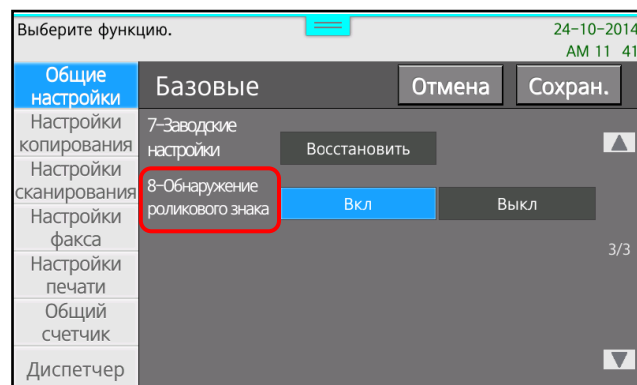 Выберите функцию.
24-10-2014
AM 11 41
Общие
настройки
Базовые
Отмена
Сохран.
Настройки
копирования
Настройки
сканирования
Настройки
факса
Настройки
печати
Общий
счетчик
Диспетчер
7-Заводские
настройки
Восстановить
8-Обнаружение
роликового знака
Вкл
Выкл
3/3